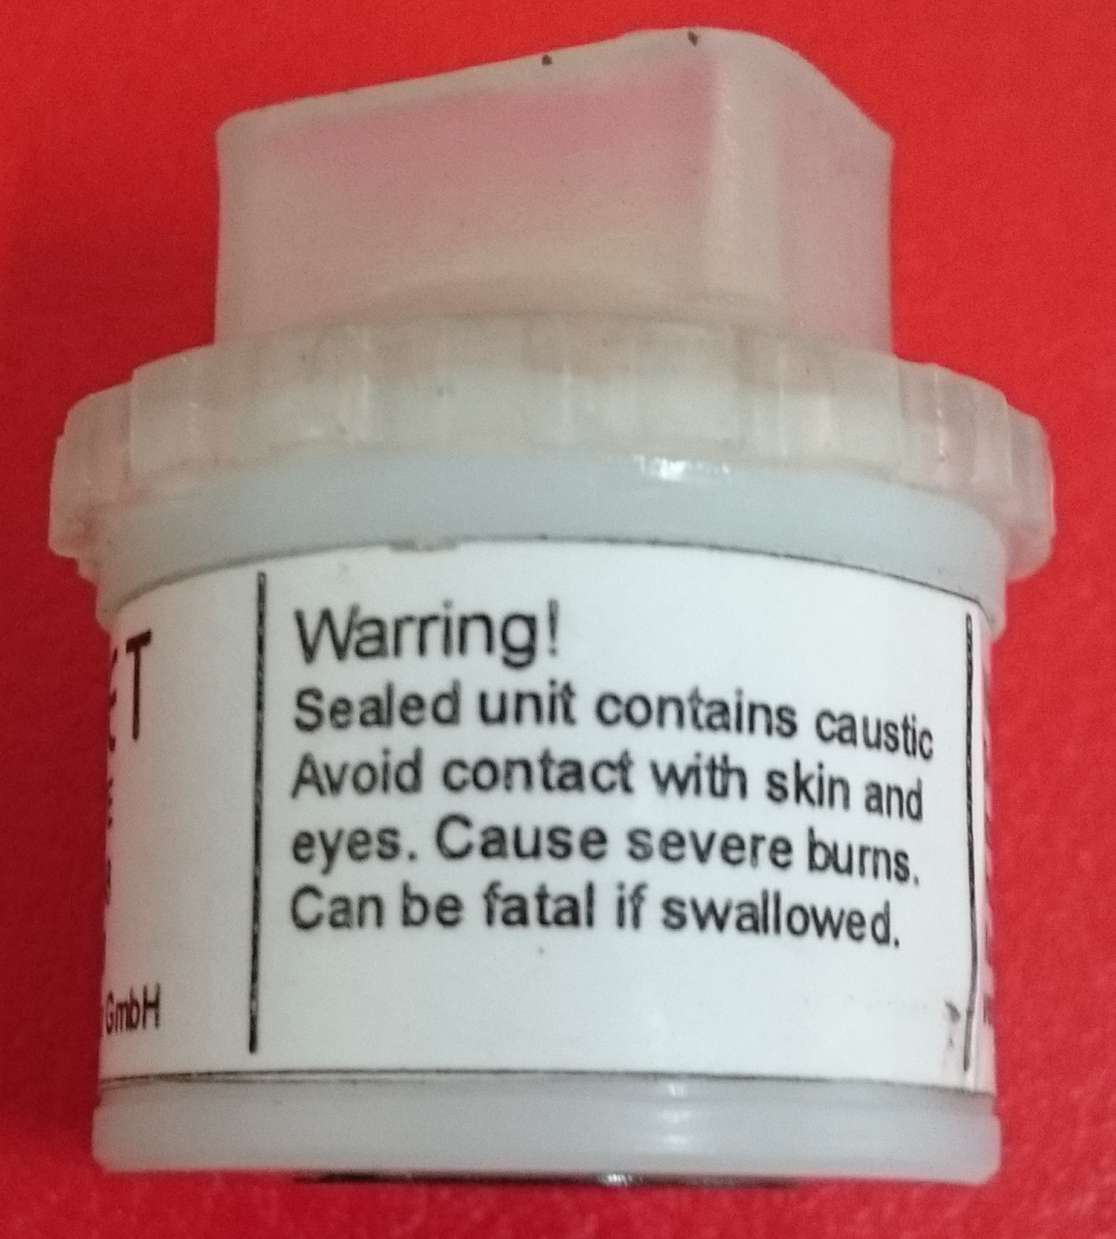 Warring!
Sealed unit contains caustic
Avoid contact with skin and
eyes. Cause severe burns.
Can be fatal if swallowed.
GmbH